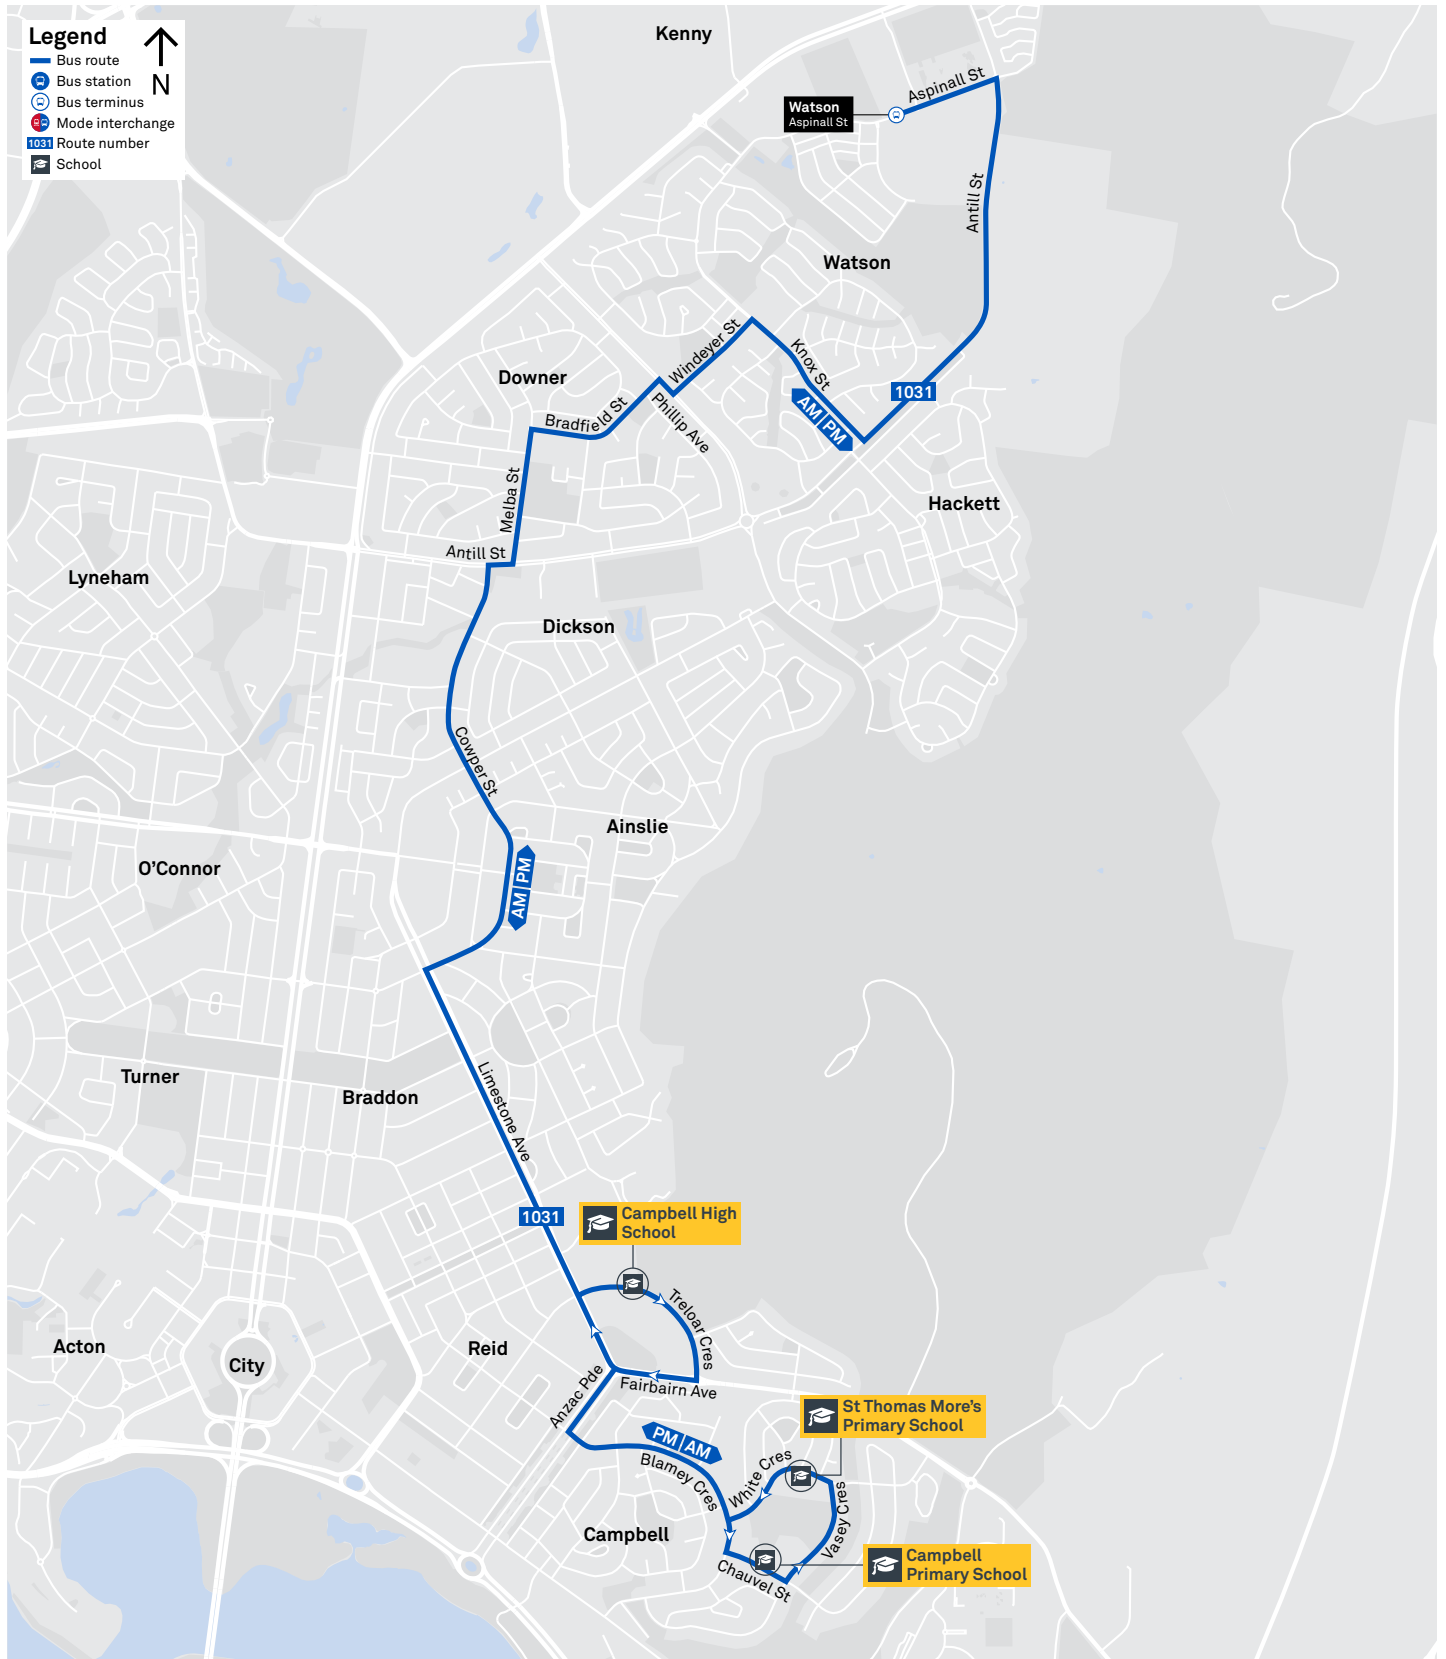 Legend
N
Bus route
Bus station
Bus terminus
Mode interchange
1031 Route number
School
Kenny
Aspinall St
Watson
Aspinall St
Antill St
Watson
Windeyer St
Knox St
Downer
1031
AM | PM
Bradfield St
Phillip Ave
Melba St
Hackett
Antill St
Lyneham
Dickson
Cowper St
Ainslie
O'Connor
AM | PM
Turner
Braddon
Limestone Ave
1031
Campbell High
School
Treloar Cres
Acton
City
Reid
Fairbairn Ave
Anzac Pde
St Thomas More's
Primary School
PM | AM
Blamey Cres
White Cres
Vasey Cres
Campbell
Chauvel St
Campbell
Primary School